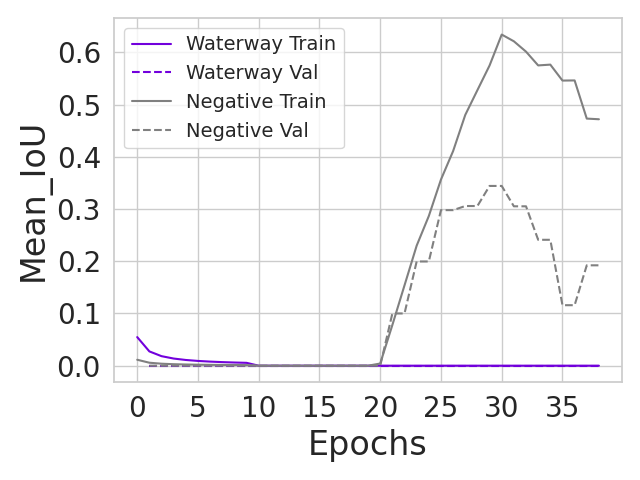 Waterway Train
Waterway Val
Negative Train
Negative Val
Mean_IoU
0.6
0.5
0.4
0.3
0.2
0.1
0.0
0 5 10 15 20 25 30 35
Epochs